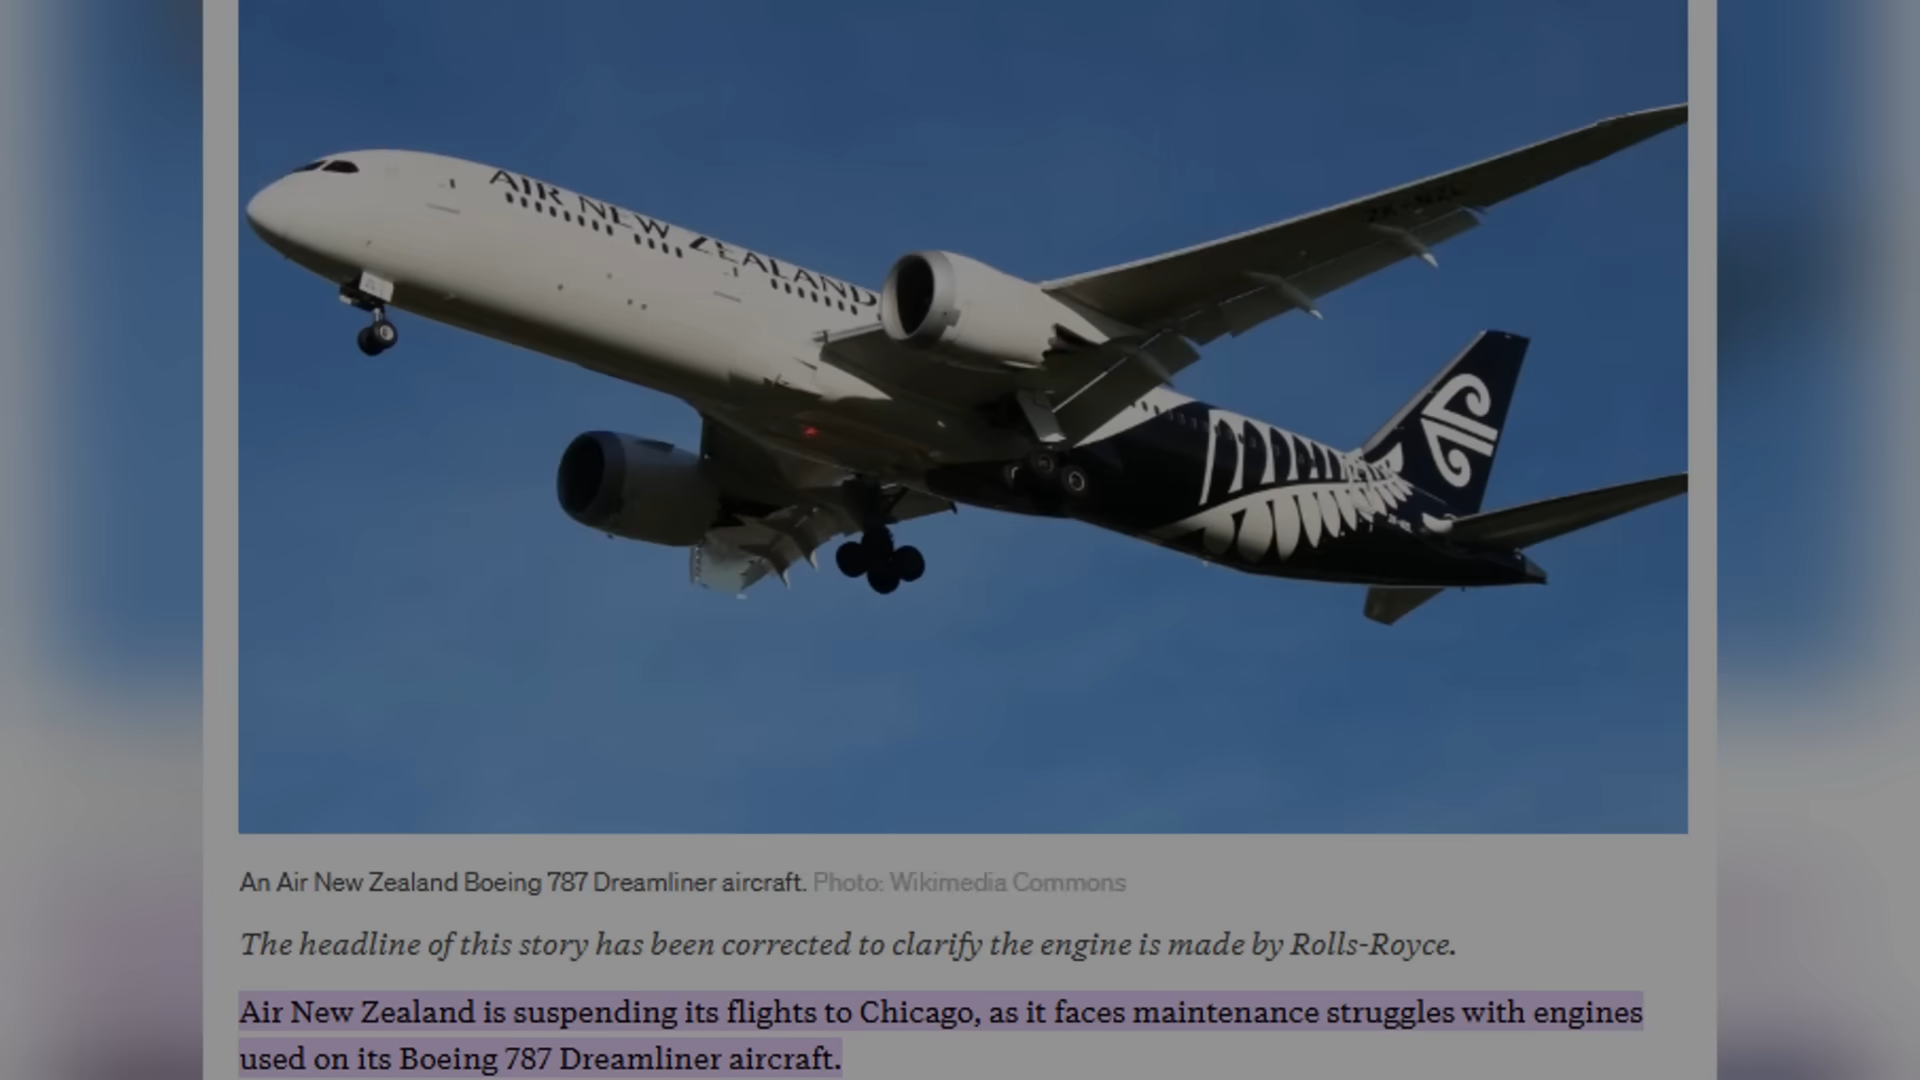 AIR NEW ZEALAND
An Air New Zealand Boeing 787 Dreamliner aircraft. Photo: Wikimedia Commons
The headline of this story has been corrected to clarify the engine is made by Rolls-Royce.
Air New Zealand is suspending its flights to Chicago, as it faces maintenance struggles with engines
used on its Boeing 787 Dreamliner aircraft.